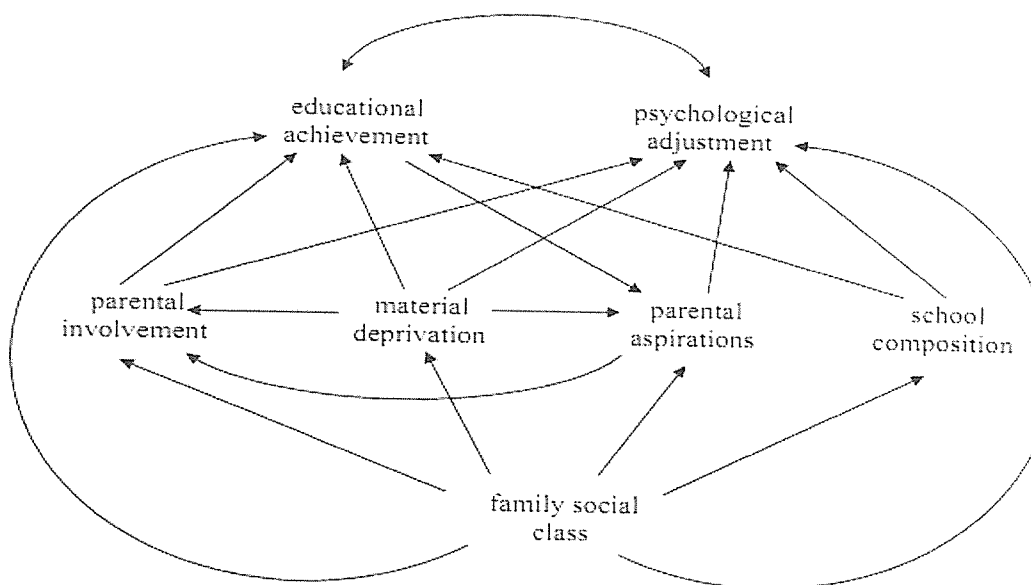 educational
achievement
psychological
adjustment
parental
involvement
material
deprivation
parental
aspirations
school
composition
family social
class